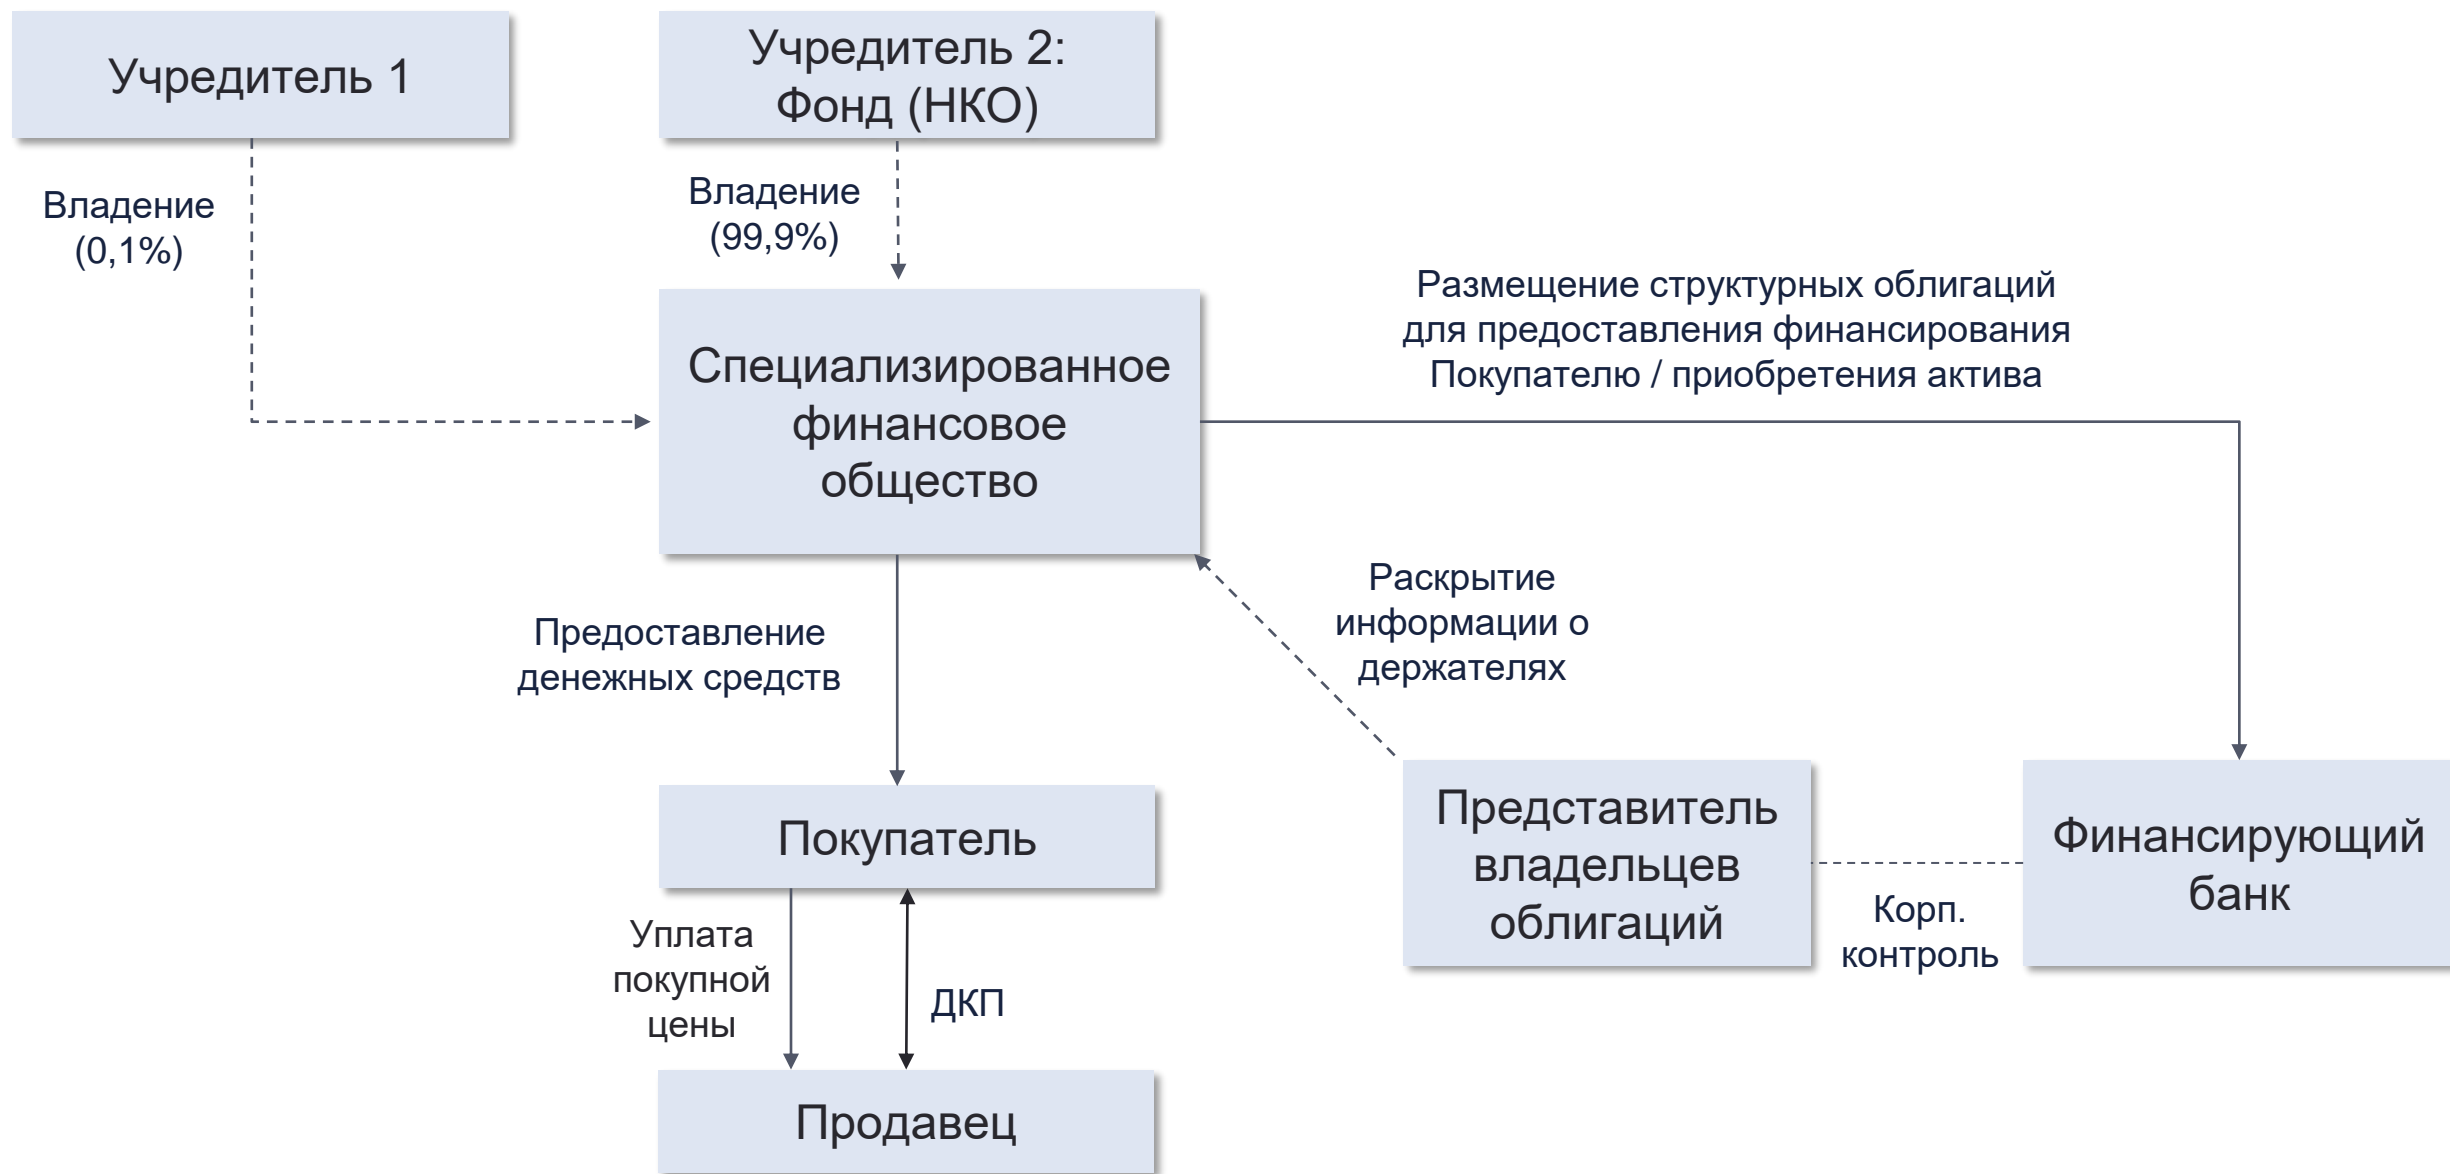 Учредитель 1
Учредитель 2:
Фонд (НКО)
Владение
(0,1%)
Владение
(99,9%)
Размещение структурных облигаций
для предоставления финансирования
Покупателю / приобретения актива
Специализированное
финансовое
общество
Раскрытие
информации о
держателях
Предоставление
денежных средств
Покупатель
Представитель
владельцев
облигаций
Финансирующий
банк
Корп.
контроль
Уплата
покупной
цены
ДКП
Продавец